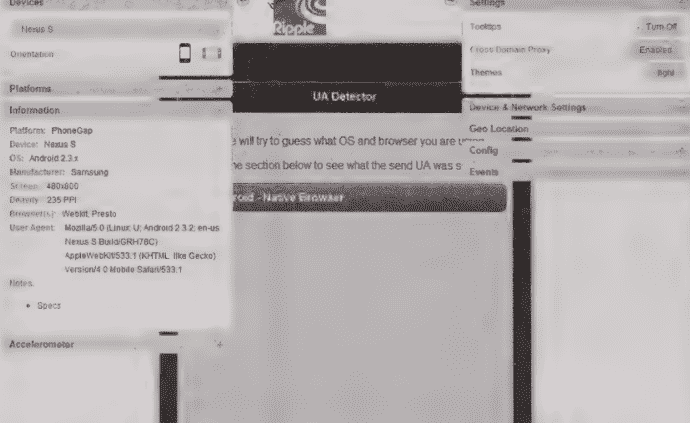 Devices
Nexus S
Orientation
Platforms
Information
Platform: PhoneGap
Device: Nexus S
OS: Android 2.3.x
Manufacturer: Samsung
Screen: 480x800
Density: 235 PPI
Browser(s): Webkit, Presto
User Agent: Mozilla/5.0 (Linux; U; Android 2.3.2; en-us
Nexus S Build/GRH78C)
AppleWebKit/533.1 (KHTML, like Gecko)
Version/4.0 Mobile Safari/533.1
Notes:
Specs
Accelerometer
Ripple
UA Detector
will try to guess what OS and browser you are
section below to see what the send UA was
- Native Browser
Settings
Tooltips Turn Off
Cross Domain Proxy Enabled
Themes light
Device & Network Settings
Geo Location
Config
Events